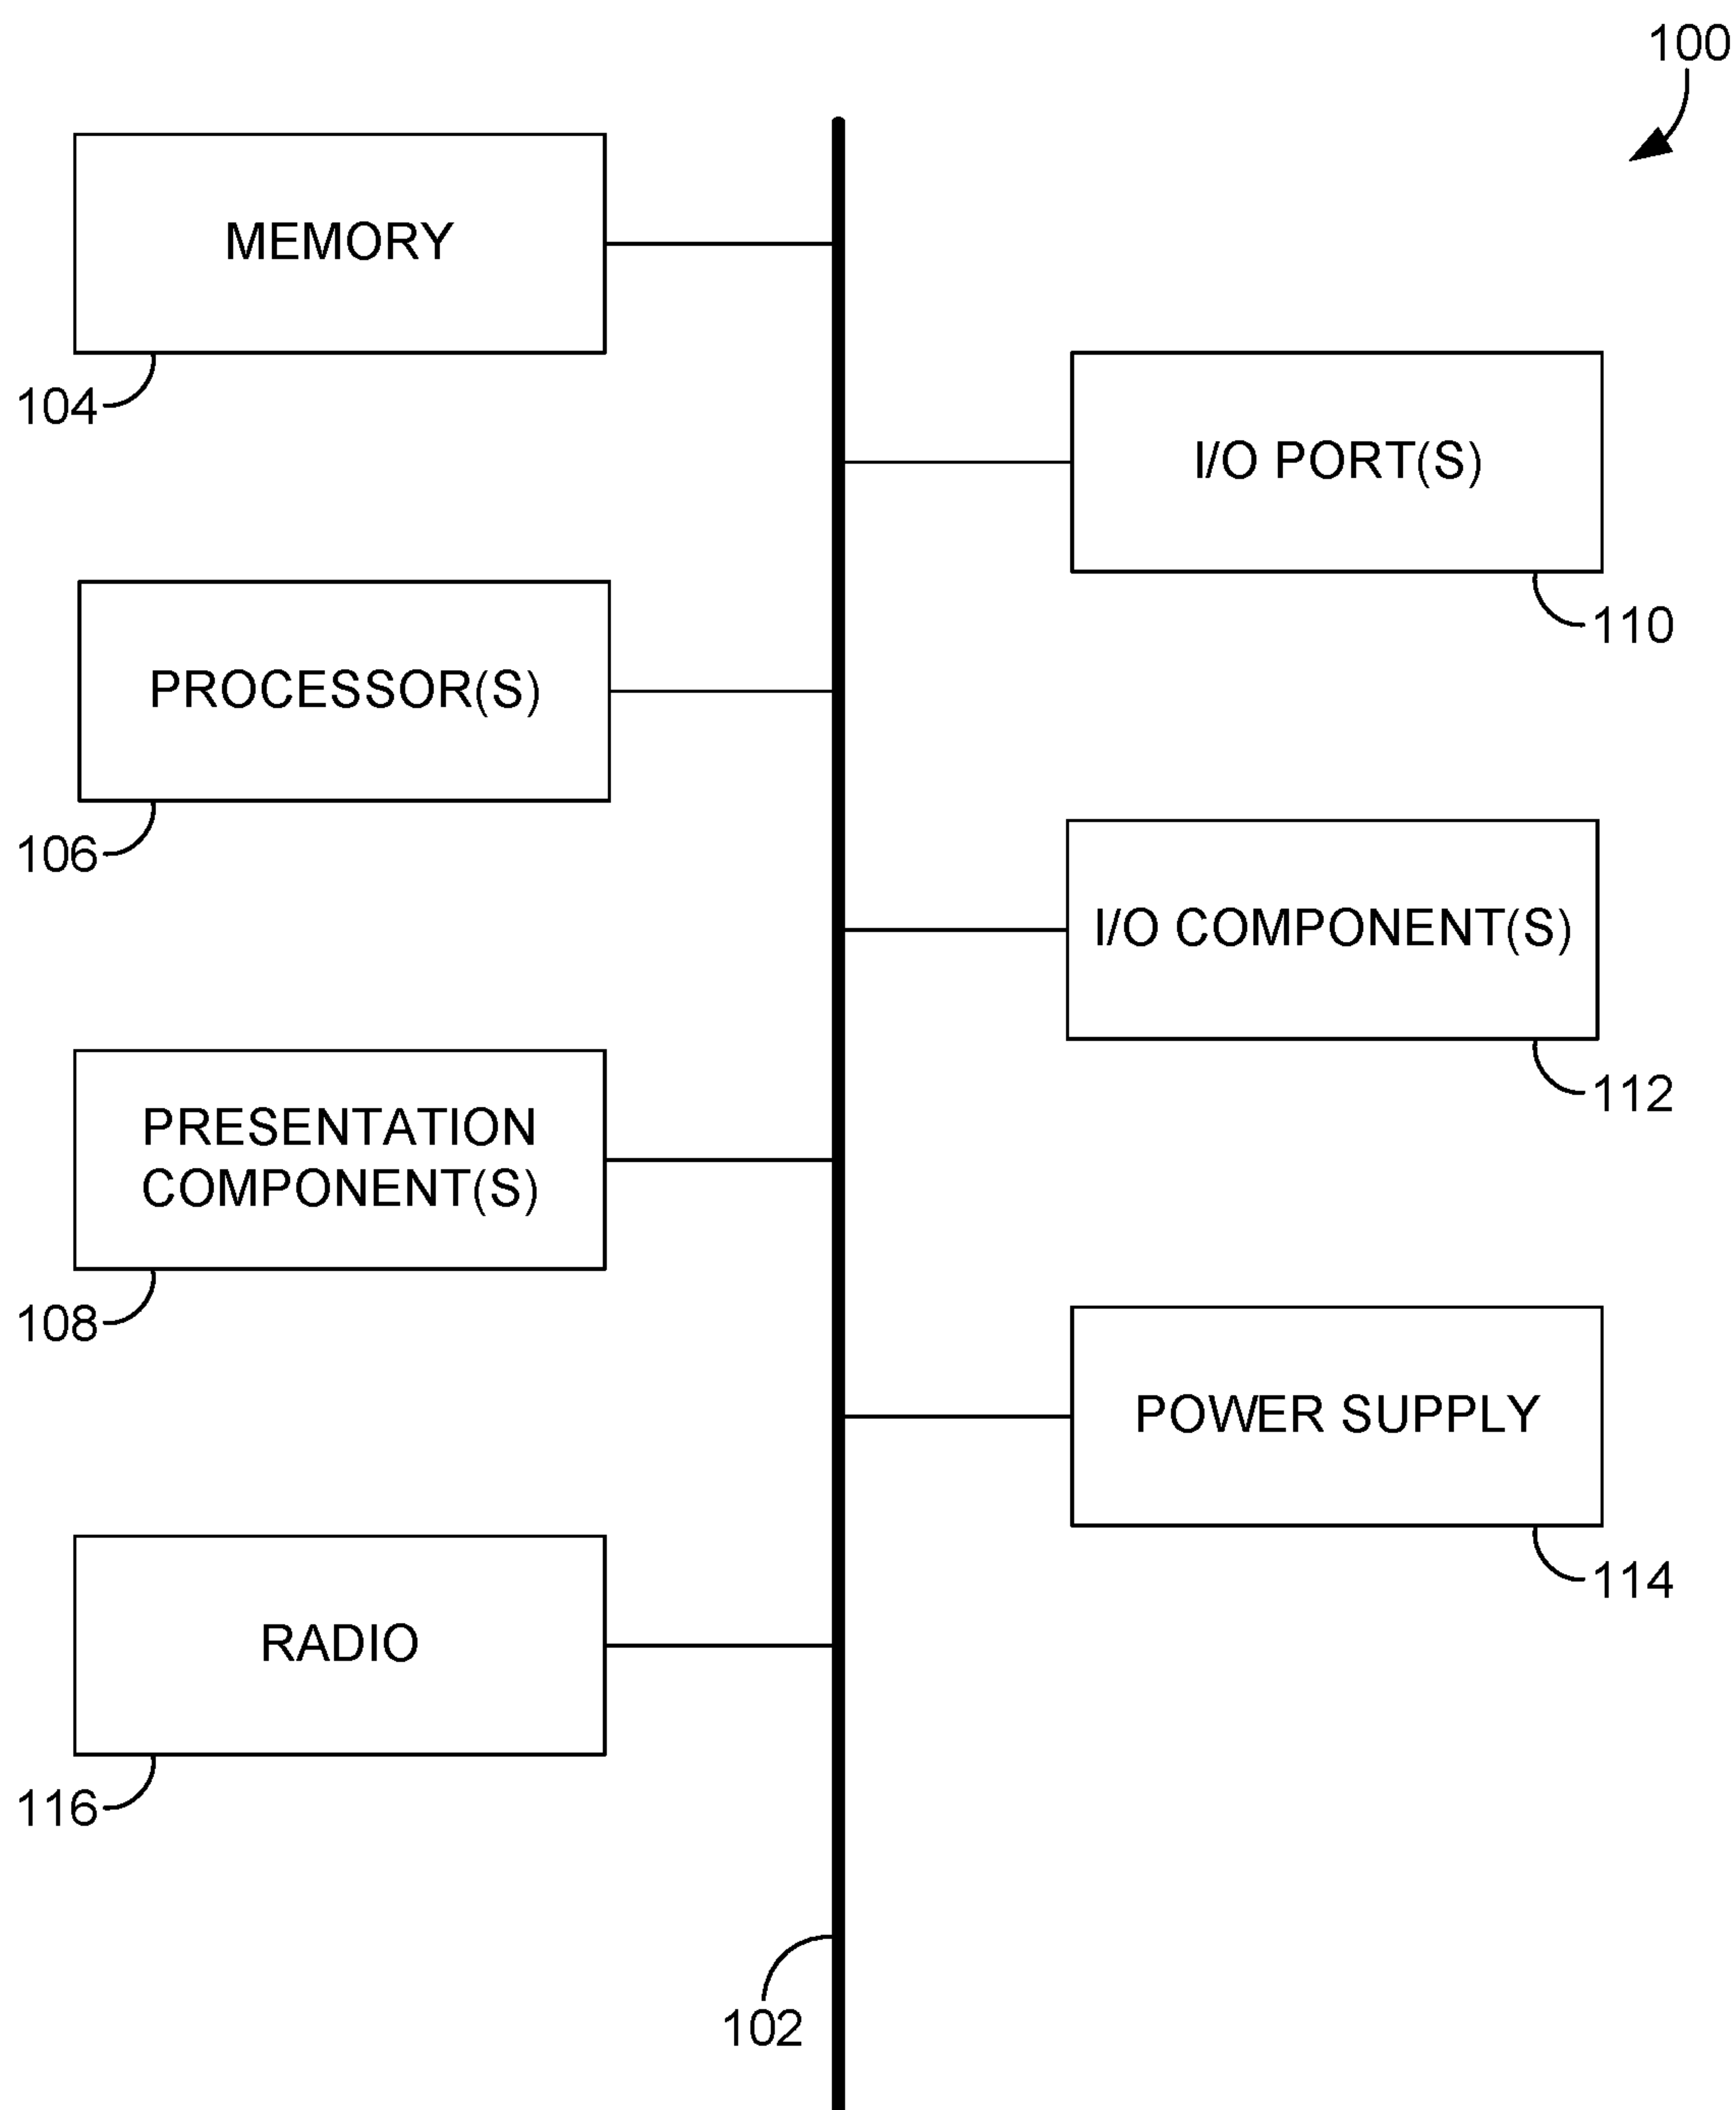 100
MEMORY
104
I/O PORT(S)
110
PROCESSOR(S)
106
I/O COMPONENT(S)
112
PRESENTATION
COMPONENT(S)
108
POWER SUPPLY
114
RADIO
116
102